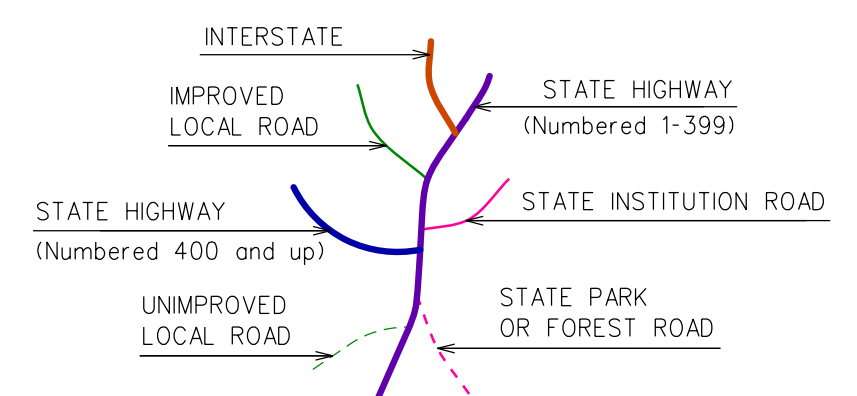 INTERSTATE
STATE HIGHWAY
(Numbered 1-399)
IMPROVED
LOCAL ROAD
STATE INSTITUTION ROAD
STATE HIGHWAY
(Numbered 400 and up)
STATE PARK
OR FOREST ROAD
UNIMPROVED
LOCAL ROAD